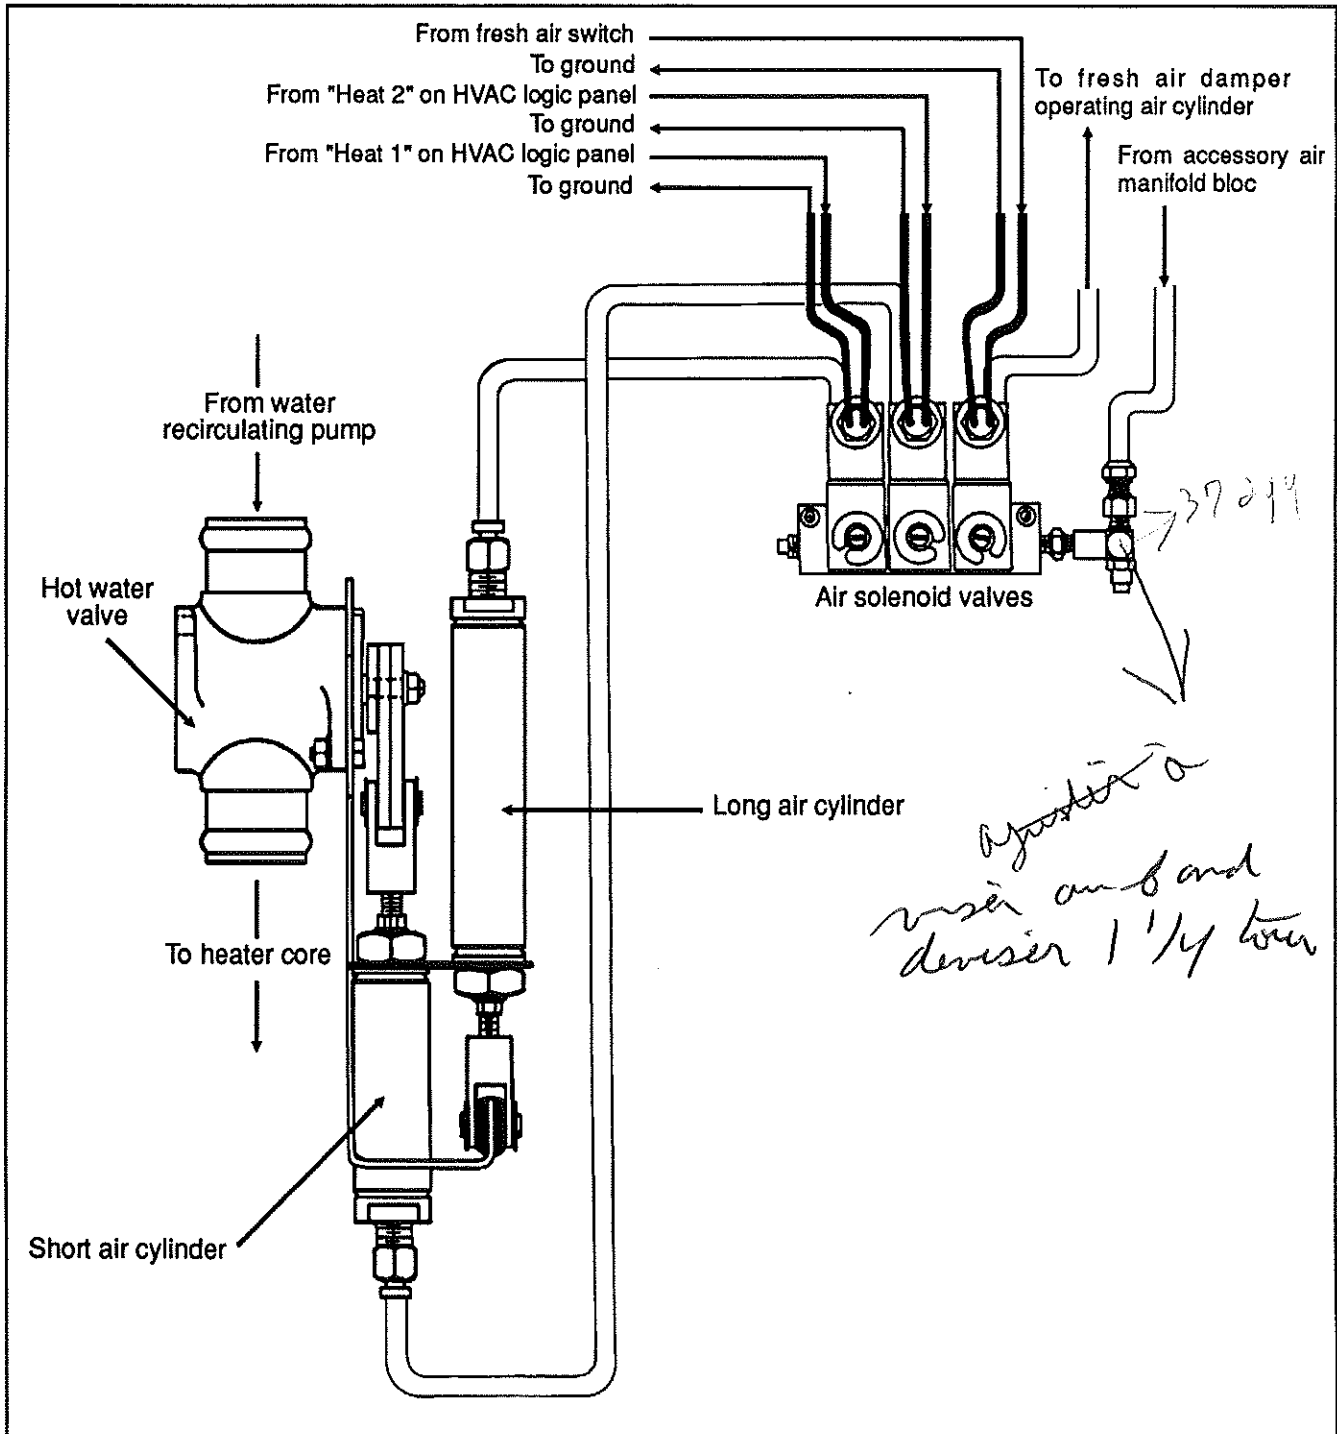 From fresh air switch
To ground
From "Heat 2" on HVAC logic panel
To ground
From "Heat 1" on HVAC logic panel
To ground
To fresh air damper
operating air cylinder
From accessory air
manifold bloc
From water
recirculating pump
Hot water
valve
Air solenoid valves
Long air cylinder
To heater core
Short air cylinder
à
viser au
deviser 1 1/4 tour